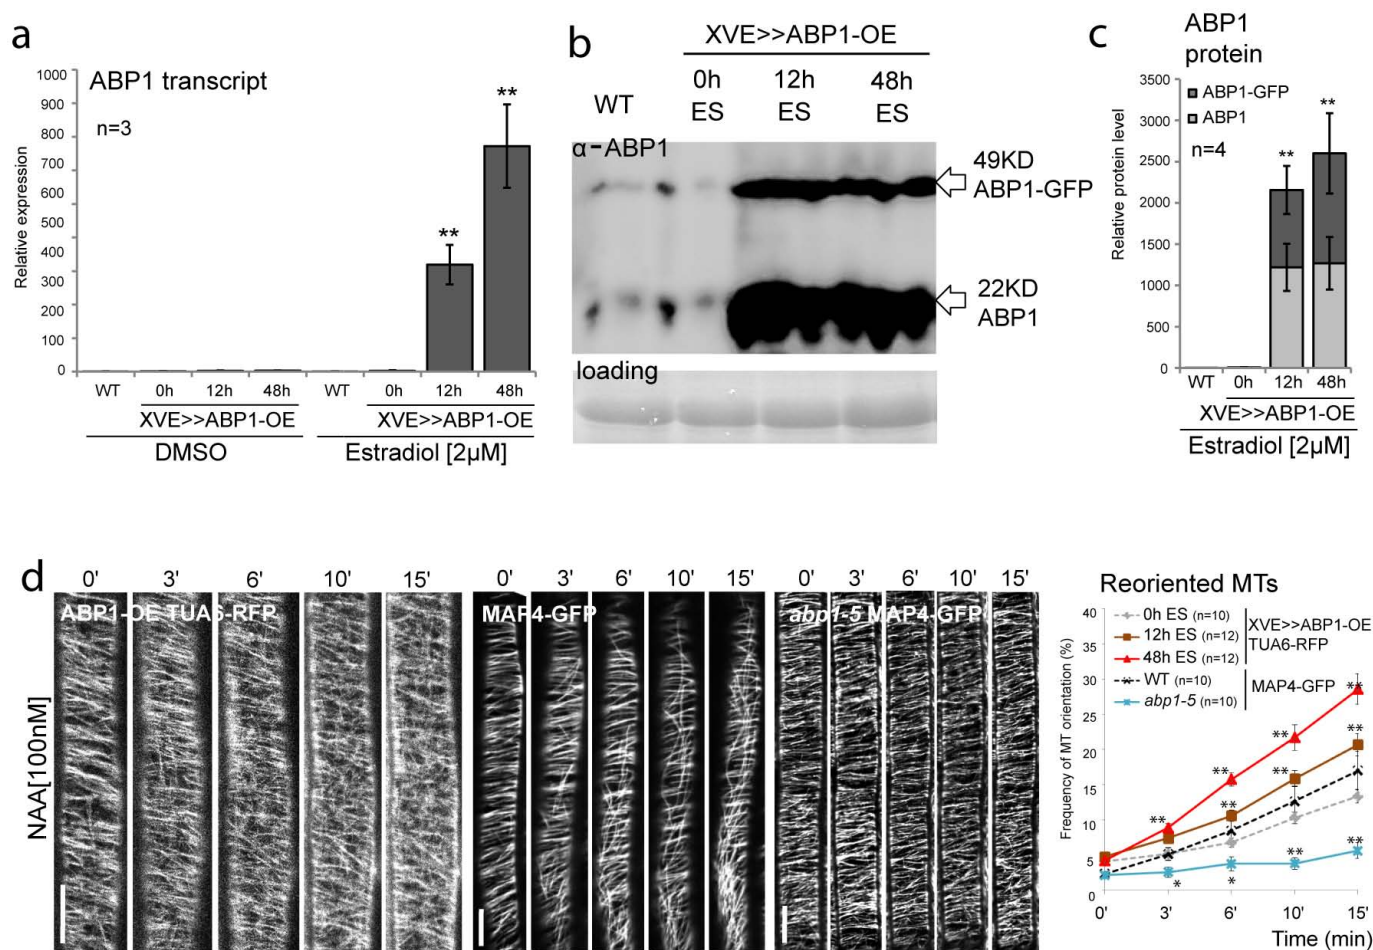 a
ABP1 transcript
n=3
Relative expression
1000
900
800
700
600
500
400
300
200
100
0
**
**
WT 0h 12h 48h WT 0h 12h 48h
XVE>>ABP1-OE XVE>>ABP1-OE
DMSO Estradiol [2µM]
b
XVE>>ABP1-OE
WT 0h ES 12h ES 48h ES
α-ABP1
49KD
ABP1-GFP
22KD
ABP1
loading
c
ABP1
protein
ABP1-GFP
ABP1
n=4
Relative protein level
3500
3000
2500
2000
1500
1000
500
0
**
**
WT 0h 12h 48h
XVE>>ABP1-OE
Estradiol [2µM]
d
0' 3' 6' 10' 15' 0' 3' 6' 10' 15' 0' 3' 6' 10' 15'
ABP1-OE TUA6-RFP
MAP4-GFP
abp1-5 MAP4-GFP
NAA[100nM]
Reoriented MTs
0h ES (n=10)
12h ES (n=12)
48h ES (n=12)
XVE>>ABP1-OE
TUA6-RFP
WT (n=10)
abp1-5 (n=10)
MAP4-GFP
Frequency of MT orientation (%)
40
35
30
25
20
15
10
5
0
** ** ** **
** ** **
* * ** **
0' 3' 6' 10' 15'
Time (min)